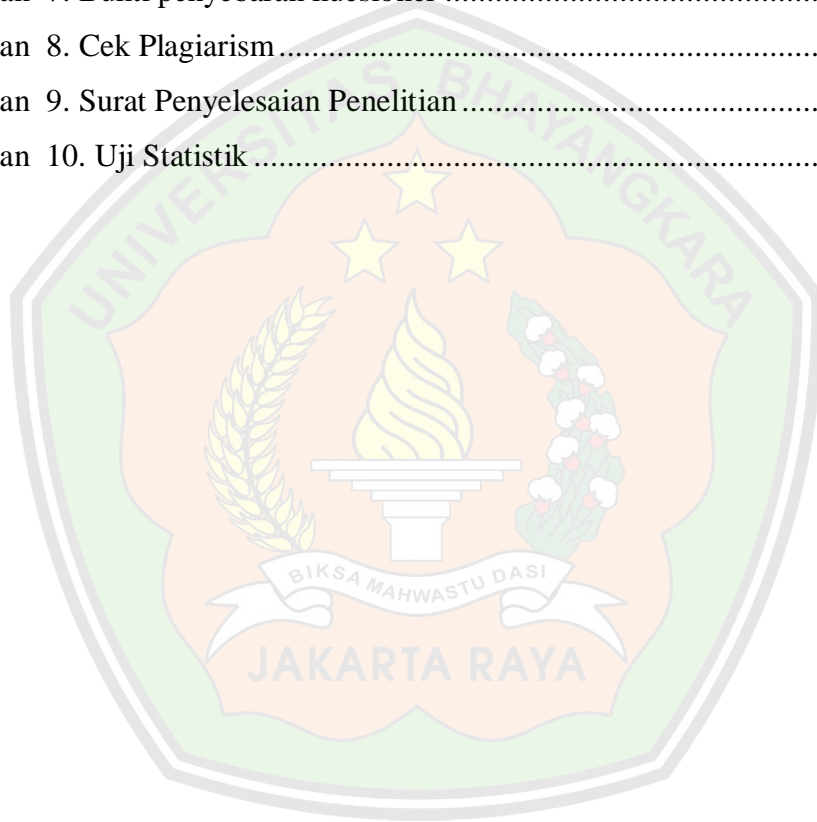 an 8. Cek Plagiarism ........................................................................
an 9. Surat Penyelesaian Penelitian .................................................
an 10. Uji Statistik ...........................................................................
UNIVERSITAS BHAYANGKARA
BIKSA MAHWASTU DASI
JAKARTA RAYA